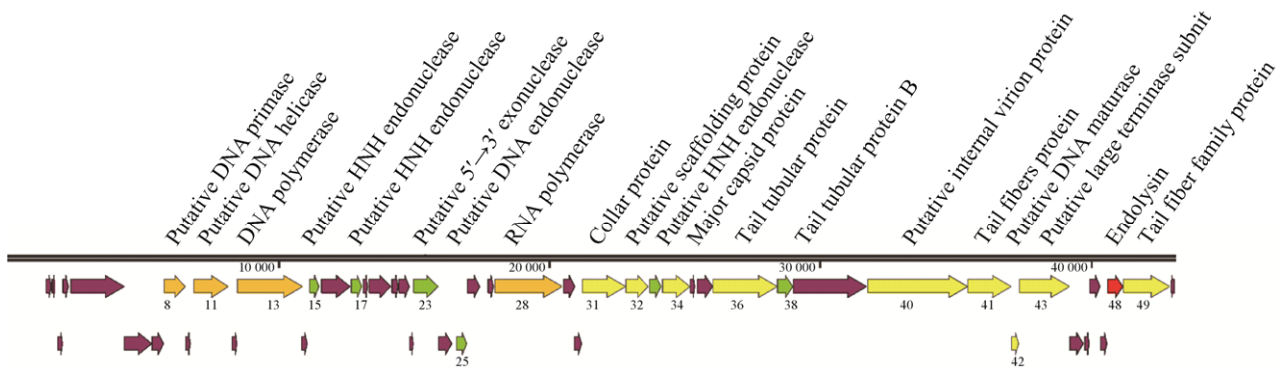 Putative DNA primase
Putative DNA helicase
DNA polymerase
Putative HNH endonuclease
Putative HNH endonuclease
Putative 5′→3′ exonuclease
Putative DNA endonuclease
RNA polymerase
Collar protein
Putative scaffolding protein
Putative HNH endonuclease
Major capsid protein
Tail tubular protein
Tail tubular protein B
Putative internal virion protein
Tail fibers protein
Putative DNA maturase
Putative large terminase subnit
Endolysin
Tail fiber family protein
10 000 20 000 30 000 40 000
8 11 13 15 17 23 28 31 32 34 36 38 40 41 43 48 49
25 42